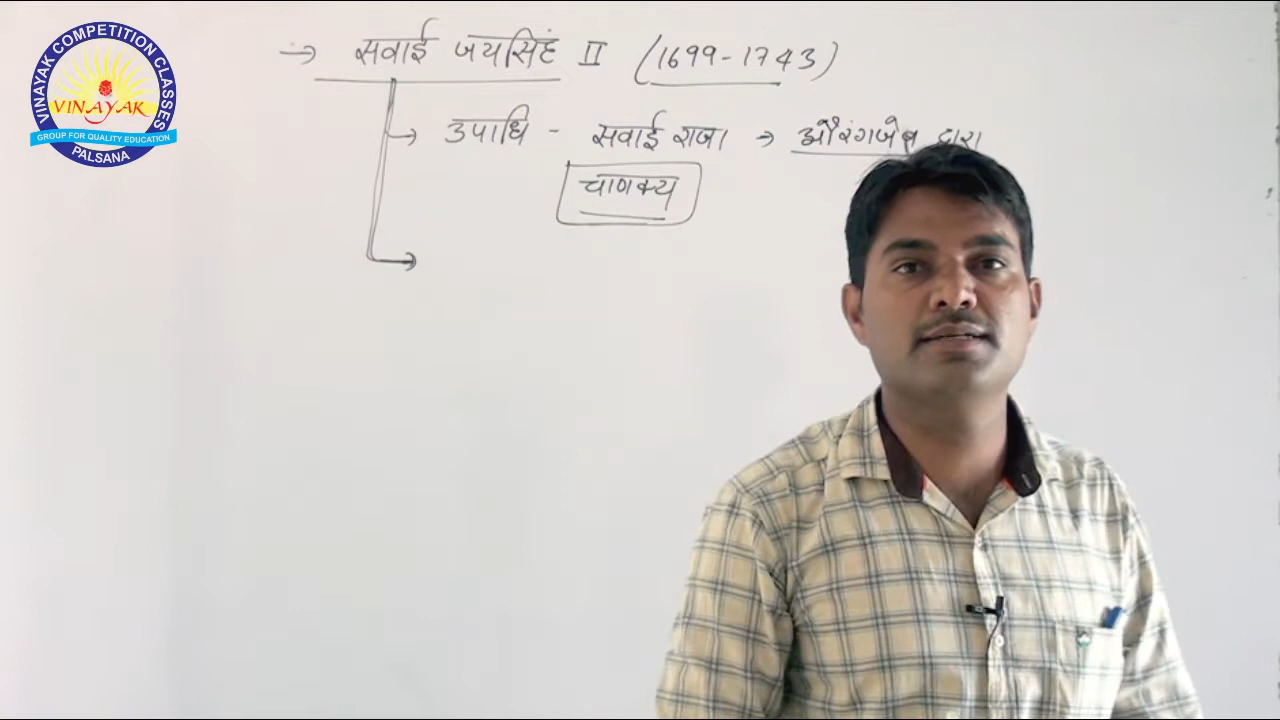 VINAYAK COMPETITION CLASSES
VINAYAK
GROUP FOR QUALITY EDUCATION
PALSANA
→ सवाई जयसिंह II (1699-1743)
→ उपाधि - सवाई राजा → औरंगजेब द्वारा
चाणक्य
→